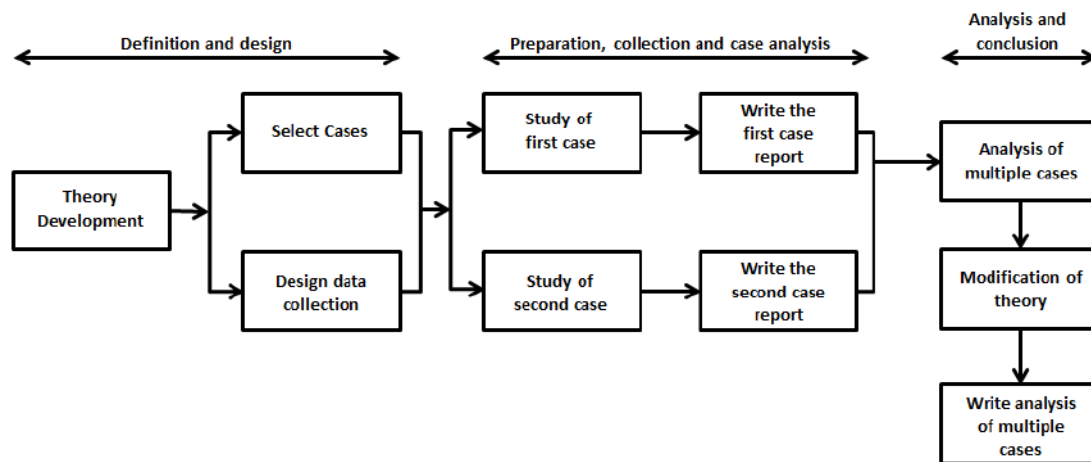 Definition and design
Preparation, collection and case analysis
Analysis and
conclusion
Theory
Development
Select Cases
Design data
collection
Study of
first case
Write the
first case
report
Study of
second case
Write the
second case
report
Analysis of
multiple cases
Modification of
theory
Write analysis
of multiple
cases